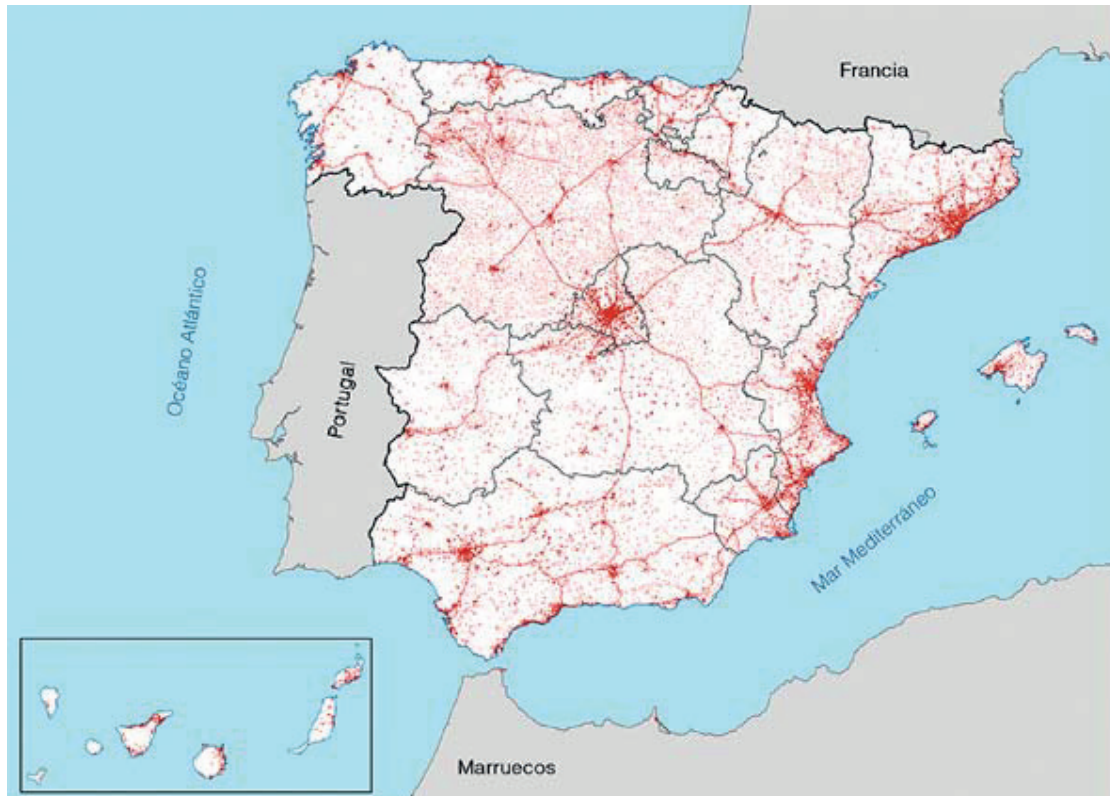 Francia
Océano Atlántico
Portugal
Mar Mediterráneo
Marruecos